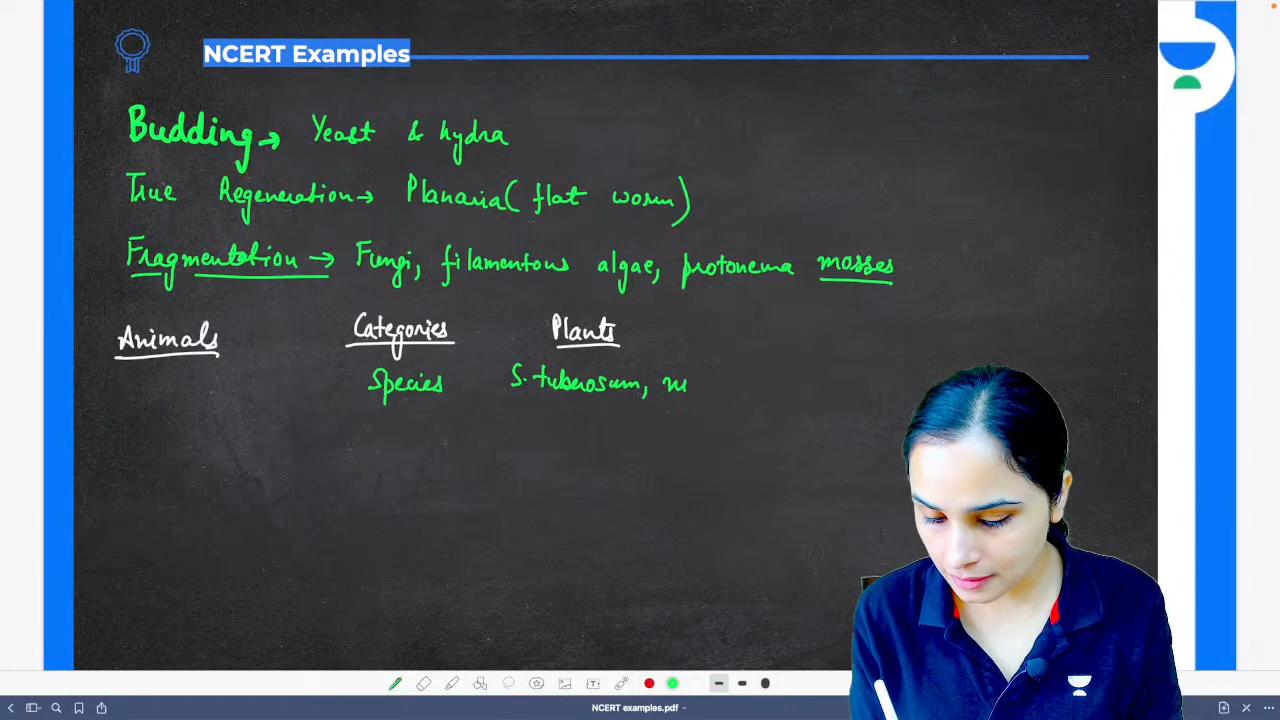 NCERT Examples
Budding → Yeast & hydra
True Regeneration → Planaria (flat worm)
Fragmentation → Fungi, filamentous algae, protonema mosses
Animals Categories Plants
Species S. tuberosum,
NCERT examples.pdf